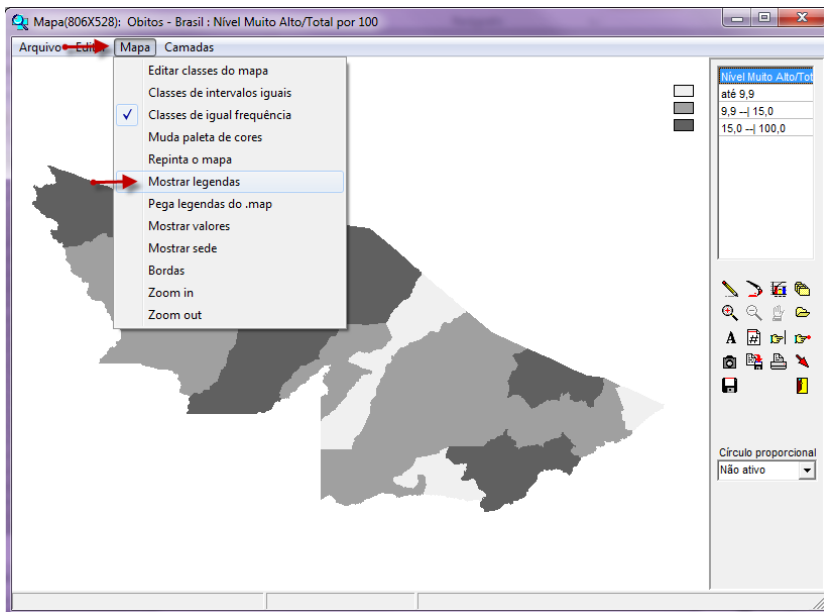 Mapa(806X528): Obitos - Brasil : Nível Muito Alto/Total por 100
Arquivo Editar Mapa Camadas
Editar classes do mapa
Classes de intervalos iguais
Classes de igual frequência
Muda paleta de cores
Repinta o mapa
Mostrar legendas
Pega legendas do .map
Mostrar valores
Mostrar sede
Bordas
Zoom in
Zoom out
Nível Muito Alto/Tot
até 9,9
9,9 --| 15,0
15,0 --| 100,0
A #
Círculo proporcional
Não ativo